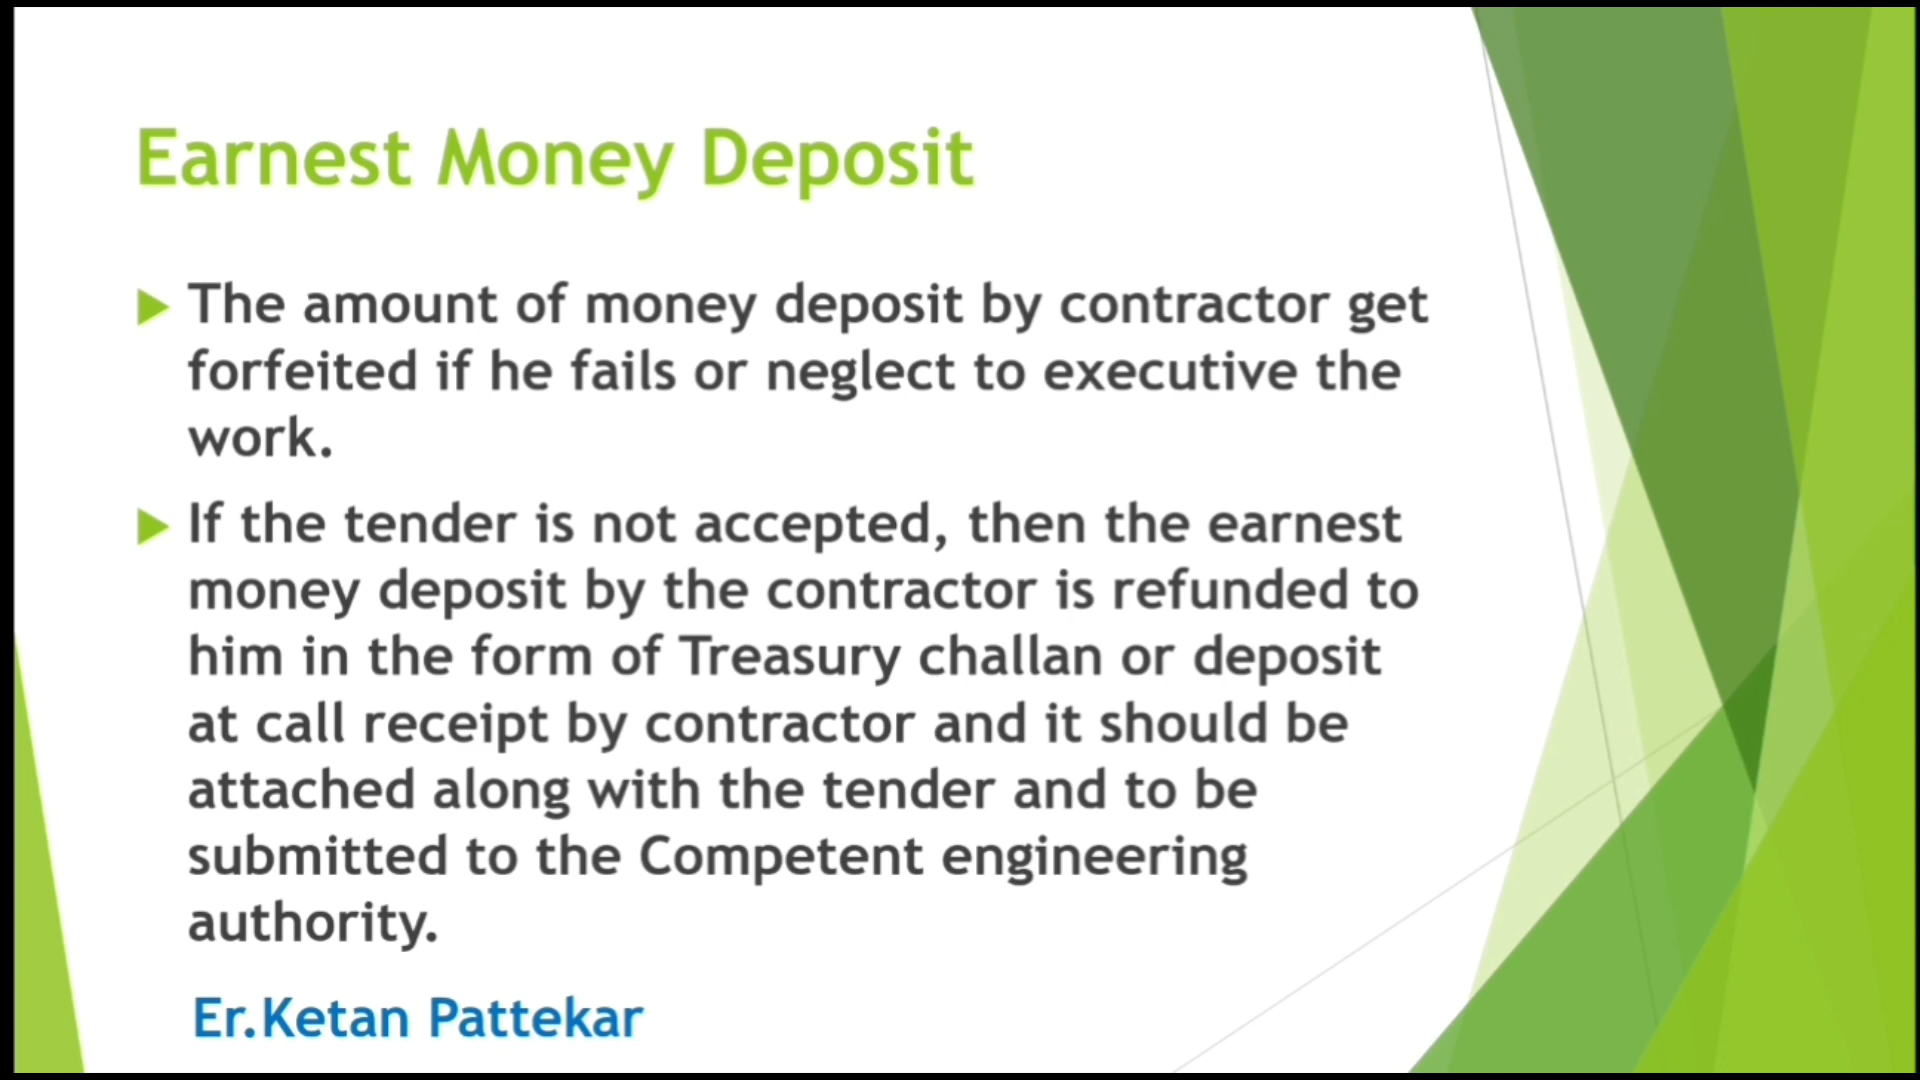 Earnest Money Deposit
The amount of money deposit by contractor get
forfeited if he fails or neglect to executive the
work.
If the tender is not accepted, then the earnest
money deposit by the contractor is refunded to
him in the form of Treasury challan or deposit
at call receipt by contractor and it should be
attached along with the tender and to be
submitted to the Competent engineering
authority.
Er.Ketan Pattekar